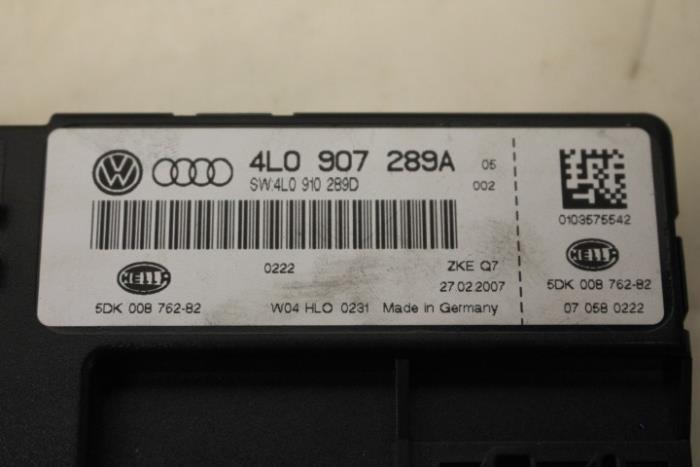 4L0 907 289A 05
SW:4L0 910 289D 002
0222 ZKE Q7
27.02.2007
HELLA
5DK 008 762-82 W04 HLO 0231 Made in Germany
0103575542
HELLA
5DK 008 762-82
07 058 0222